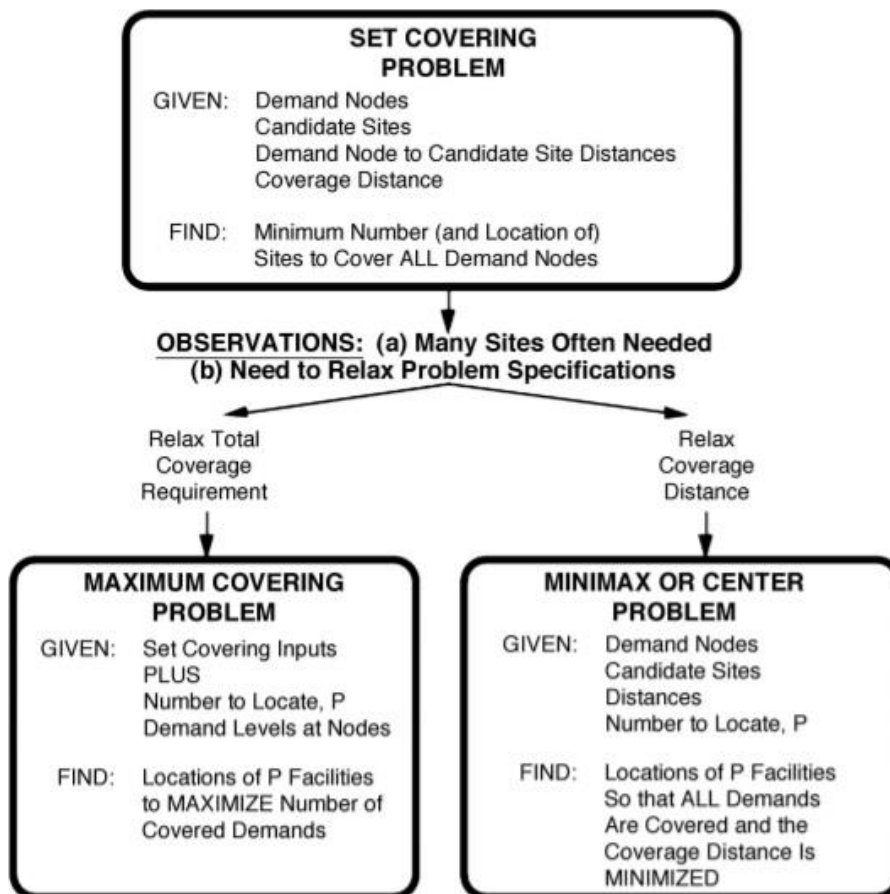 SET COVERING
PROBLEM
GIVEN: Demand Nodes
Candidate Sites
Demand Node to Candidate Site Distances
Coverage Distance
FIND: Minimum Number (and Location of)
Sites to Cover ALL Demand Nodes
OBSERVATIONS: (a) Many Sites Often Needed
(b) Need to Relax Problem Specifications
Relax Total
Coverage
Requirement
Relax
Coverage
Distance
MAXIMUM COVERING
PROBLEM
GIVEN: Set Covering Inputs
PLUS
Number to Locate, P
Demand Levels at Nodes
FIND: Locations of P Facilities
to MAXIMIZE Number of
Covered Demands
MINIMAX OR CENTER
PROBLEM
GIVEN: Demand Nodes
Candidate Sites
Distances
Number to Locate, P
FIND: Locations of P Facilities
So that ALL Demands
Are Covered and the
Coverage Distance Is
MINIMIZED